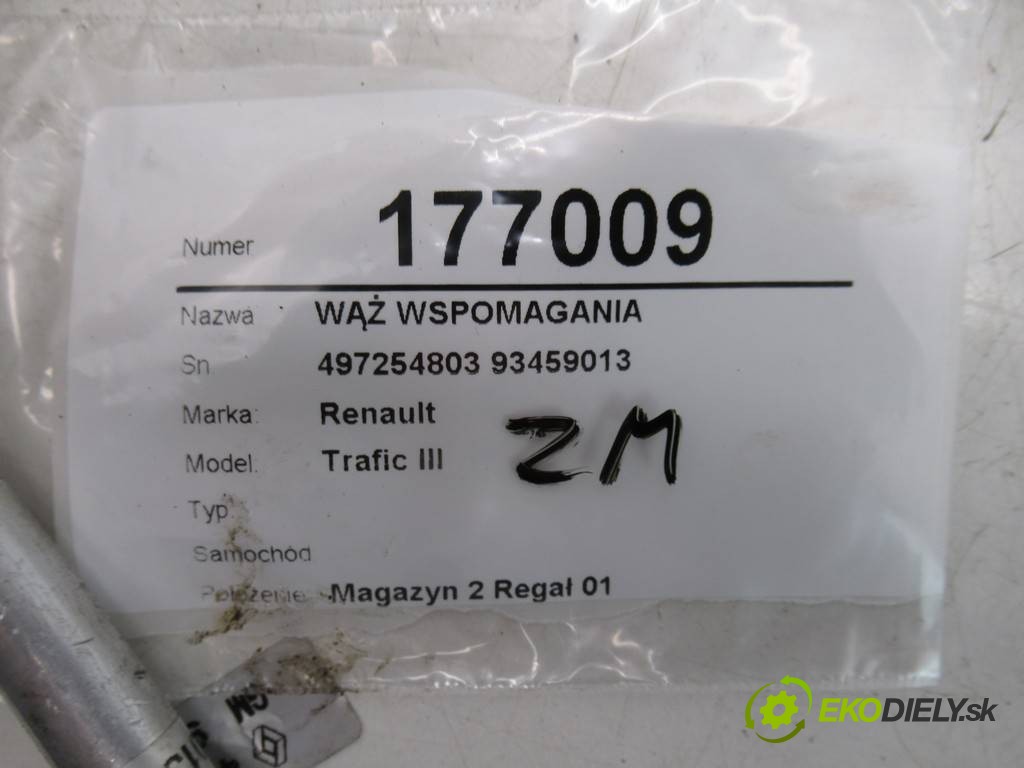 Numer 177009
Nazwa WĄŻ WSPOMAGANIA
Sn 497254803 93459013
Marka: Renault
Model: Trafic III
ZM
Typ:
Samochód
Położenie: Magazyn 2 Regał 01
GM
EKODIELY.sk